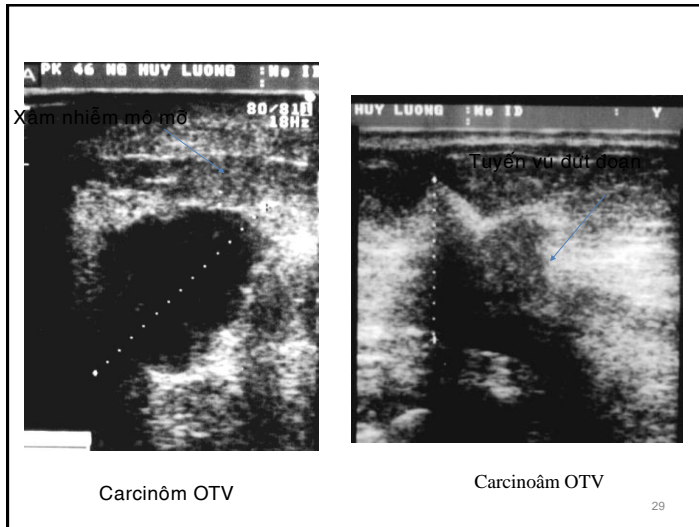 A PK 46 NG HUY LUONG :No ID
80/81
18Hz
Xâm nhiễm mô mỡ
HUY LUONG :No ID : Y
Tuyến vú đứt đoạn
Carcinôm OTV
Carcinoâm OTV
29